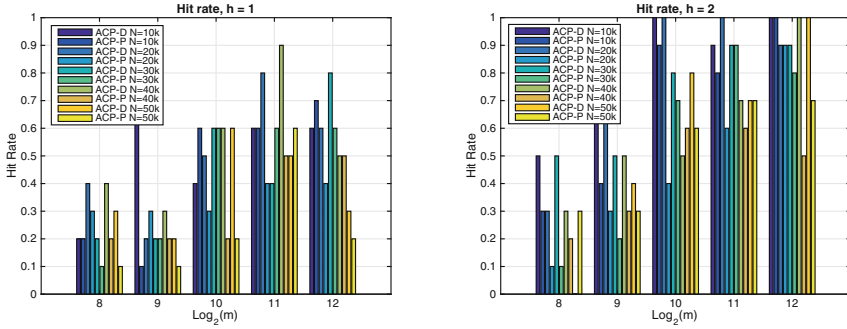 Hit rate, h = 1
1
0.9
0.8
0.7
0.6
0.5
0.4
0.3
0.2
0.1
0
Hit Rate
ACP-D N=10k
ACP-P N=10k
ACP-D N=20k
ACP-P N=20k
ACP-D N=30k
ACP-P N=30k
ACP-D N=40k
ACP-P N=40k
ACP-D N=50k
ACP-P N=50k
8 9 10 11 12
Log2(m)
Hit rate, h = 2
1
0.9
0.8
0.7
0.6
0.5
0.4
0.3
0.2
0.1
0
Hit Rate
ACP-D N=10k
ACP-P N=10k
ACP-D N=20k
ACP-P N=20k
ACP-D N=30k
ACP-P N=30k
ACP-D N=40k
ACP-P N=40k
ACP-D N=50k
ACP-P N=50k
8 9 10 11 12
Log2(m)